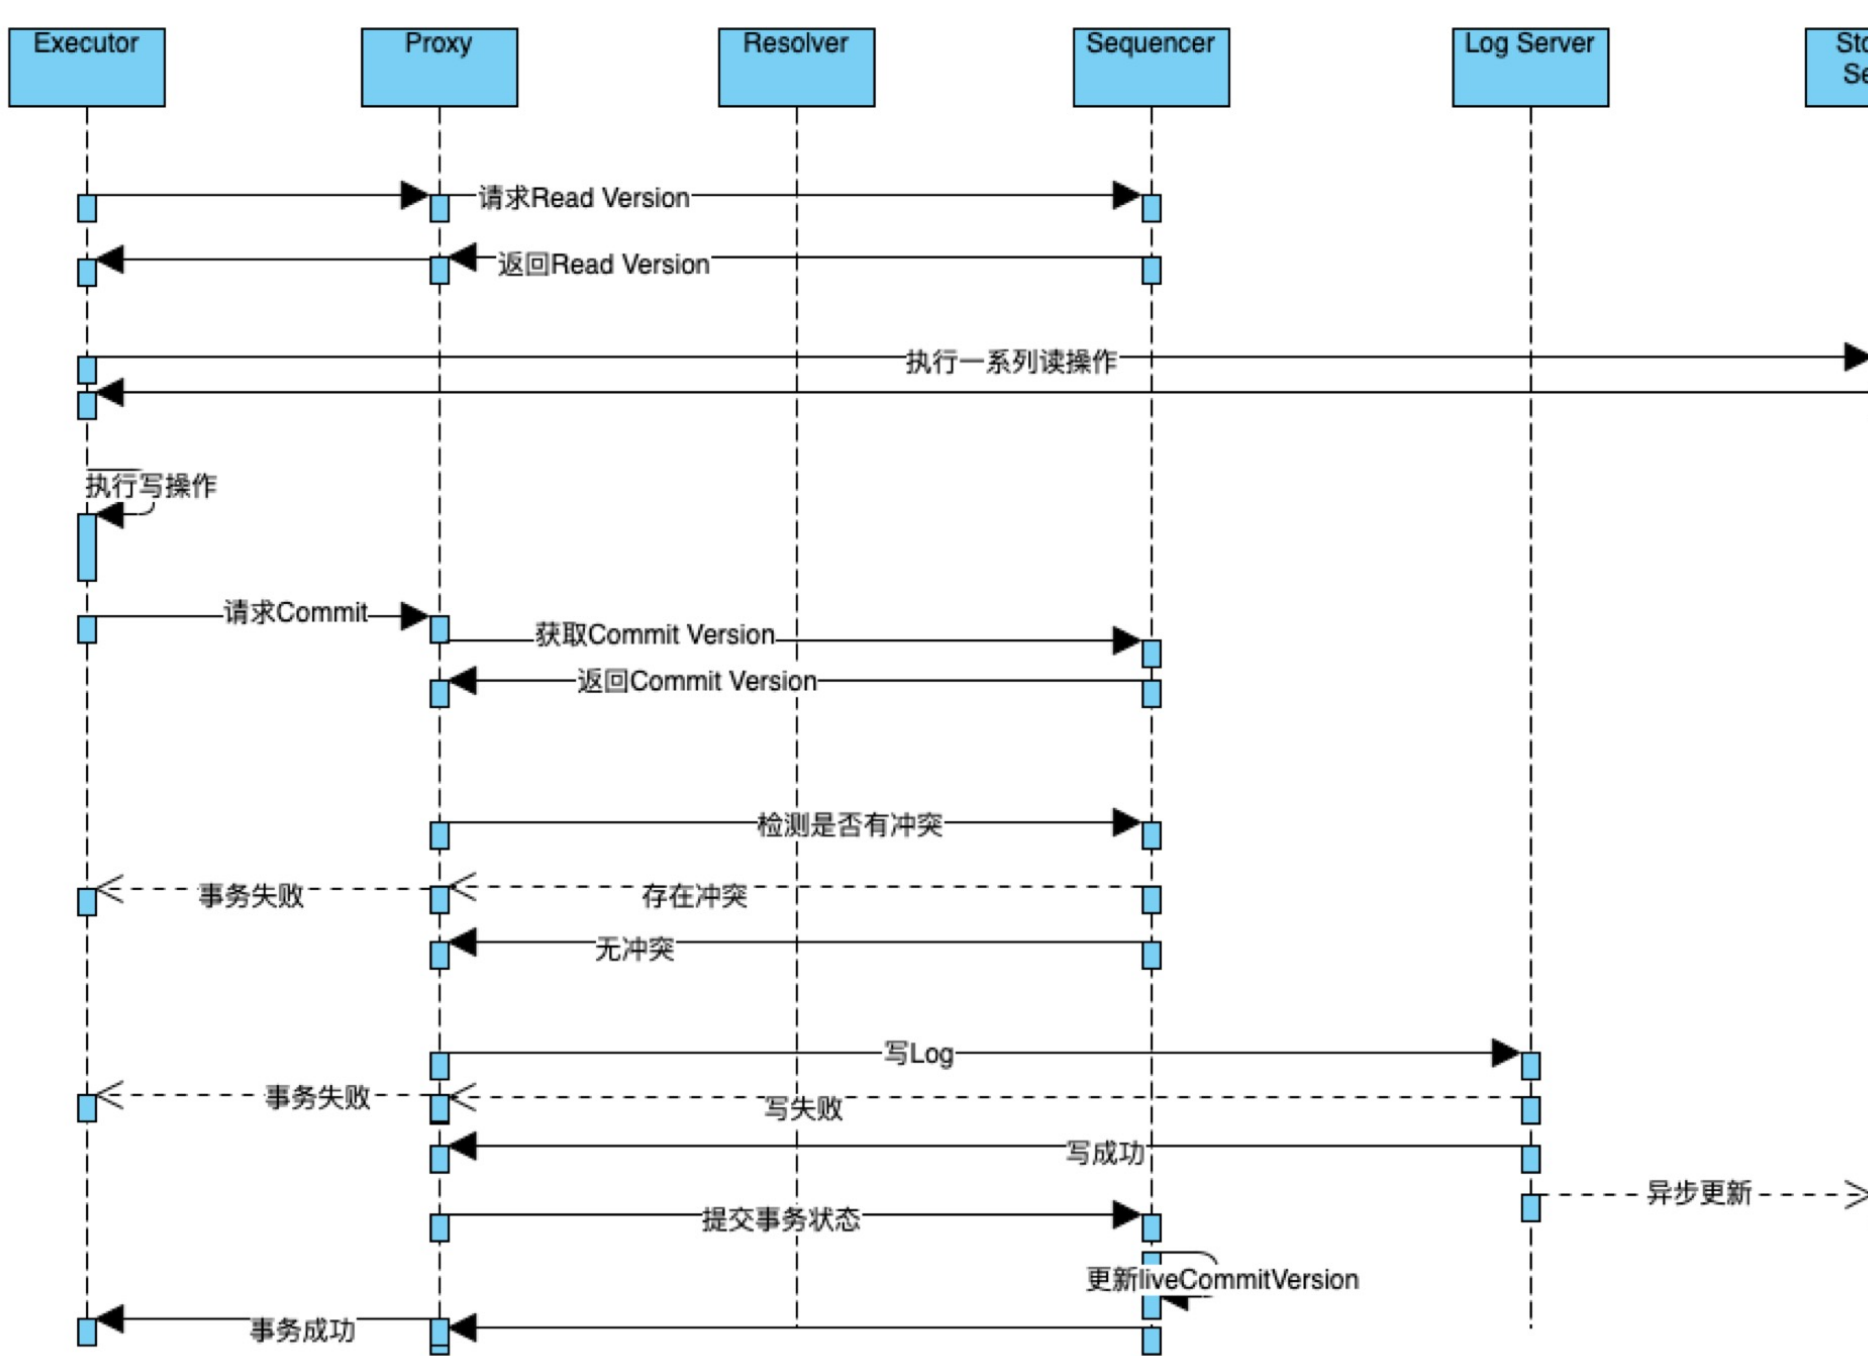 Executor
Proxy
Resolver
Sequencer
Log Server
请求Read Version
返回Read Version
执行一系列读操作
执行写操作
请求Commit
获取Commit Version
返回Commit Version
检测是否有冲突
事务失败
存在冲突
无冲突
写Log
事务失败
写失败
写成功
异步更新
提交事务状态
更新liveCommitVersion
事务成功